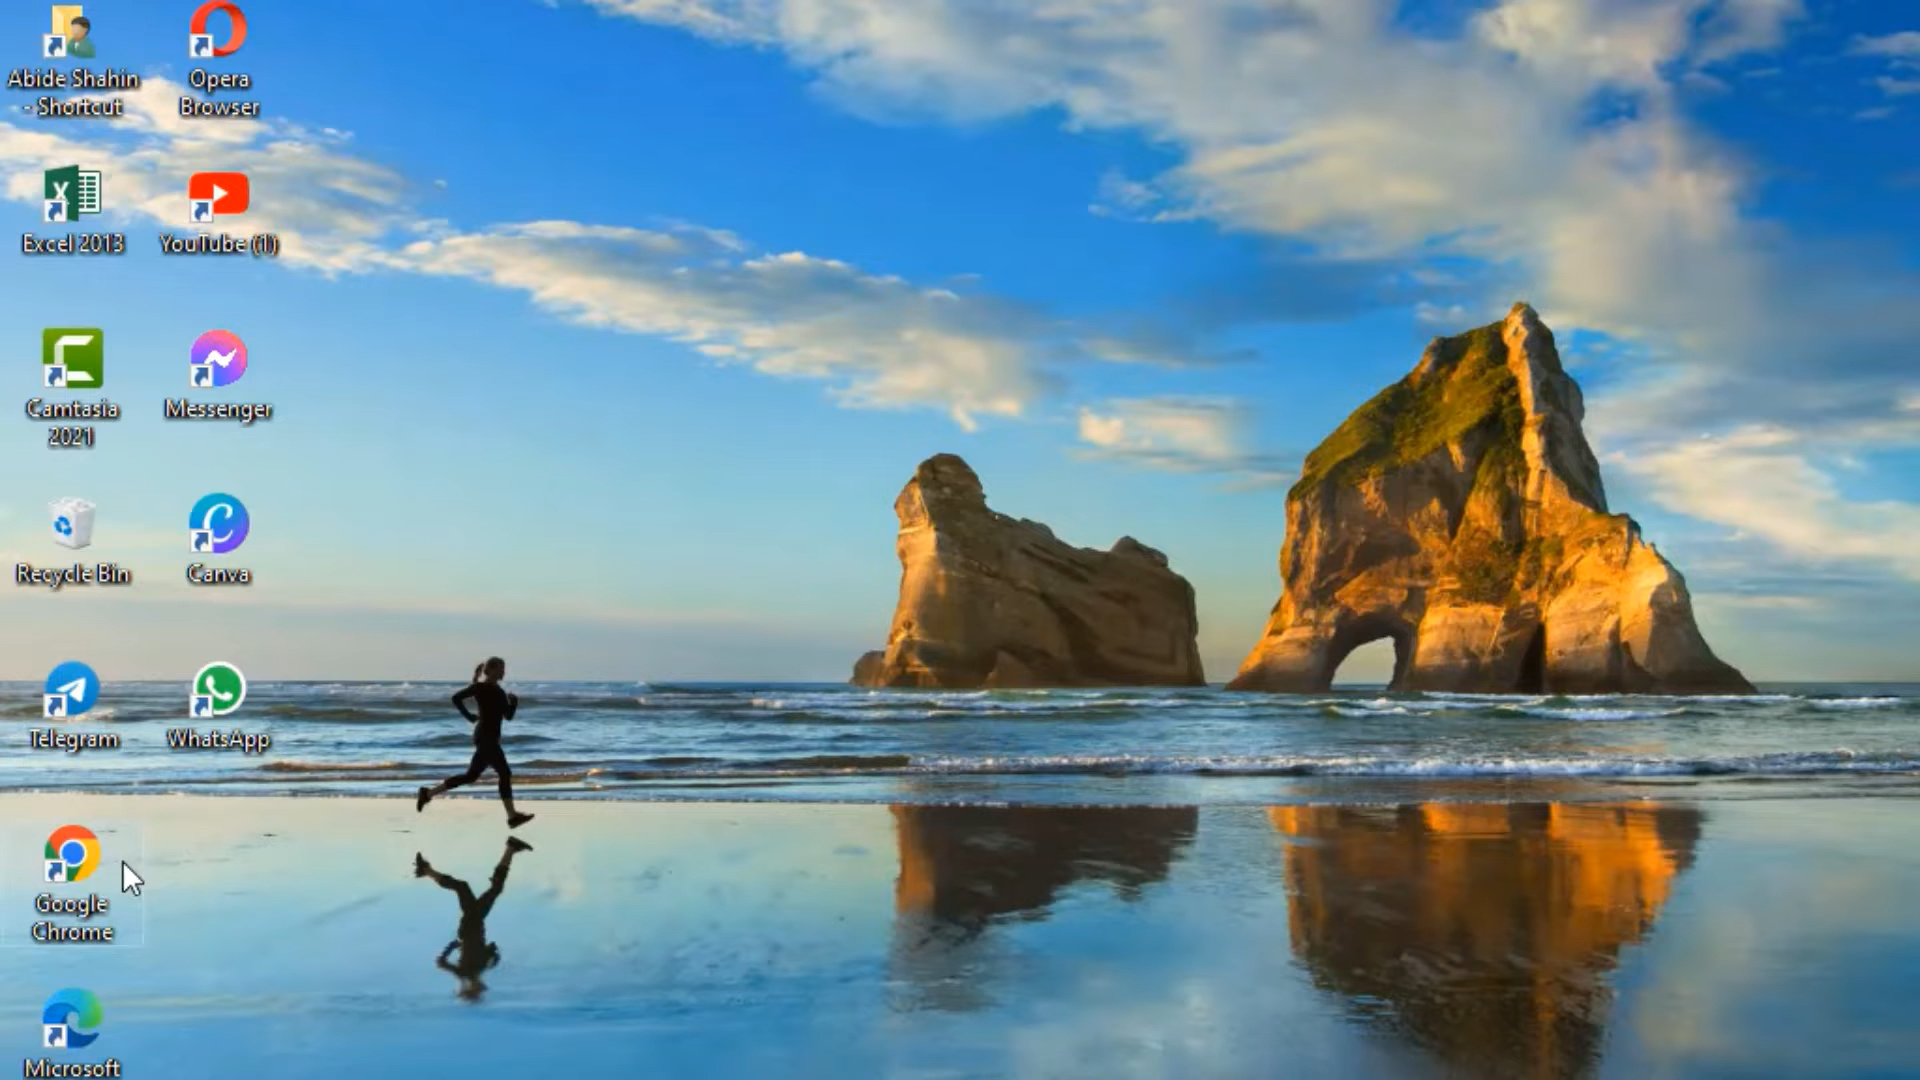 Abide Shahin
- Shortcut
Opera
Browser
Excel 2013
YouTube (1)
Camtasia
2021
Messenger
Recycle Bin
Canva
Telegram
WhatsApp
Google
Chrome
Microsoft